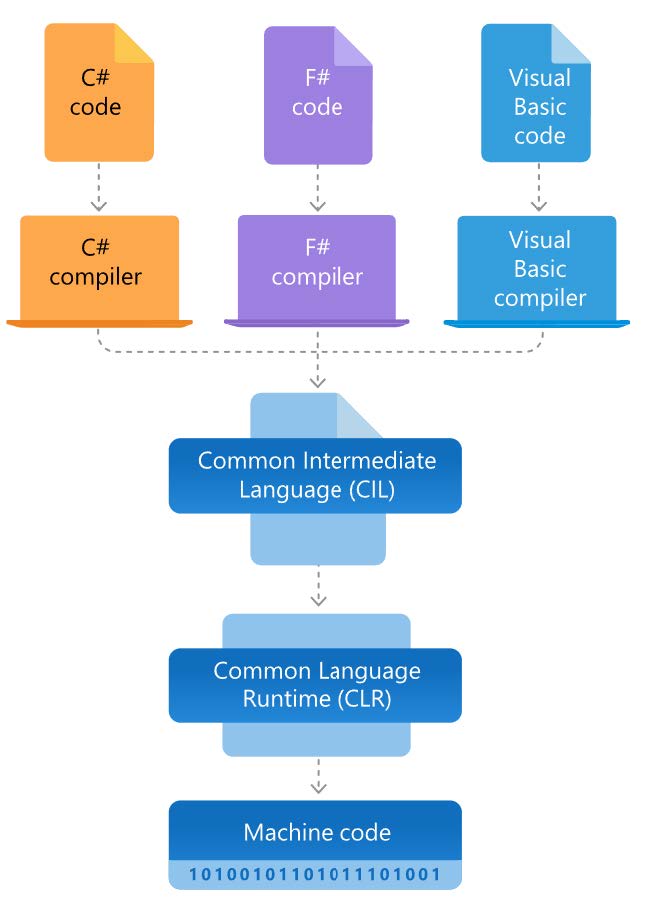 C#
code
F#
code
Visual
Basic
code
C#
compiler
F#
compiler
Visual
Basic
compiler
Common Intermediate
Language (CIL)
Common Language
Runtime (CLR)
Machine code
101001011010111101001